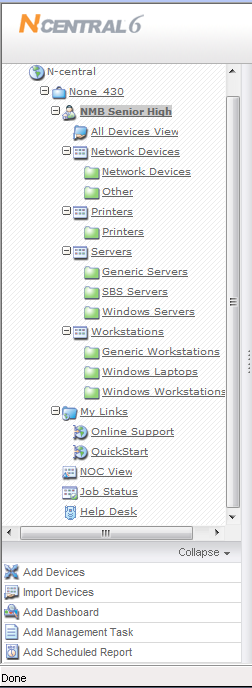 N-CENTRAL 6
N-central
None_430
NMB Senior High
All Devices View
Network Devices
Network Devices
Other
Printers
Printers
Servers
Generic Servers
SBS Servers
Windows Servers
Workstations
Generic Workstations
Windows Laptops
Windows Workstations
My Links
Online Support
QuickStart
NOC View
Job Status
Help Desk
Collapse
Add Devices
Import Devices
Add Dashboard
Add Management Task
Add Scheduled Report
Done